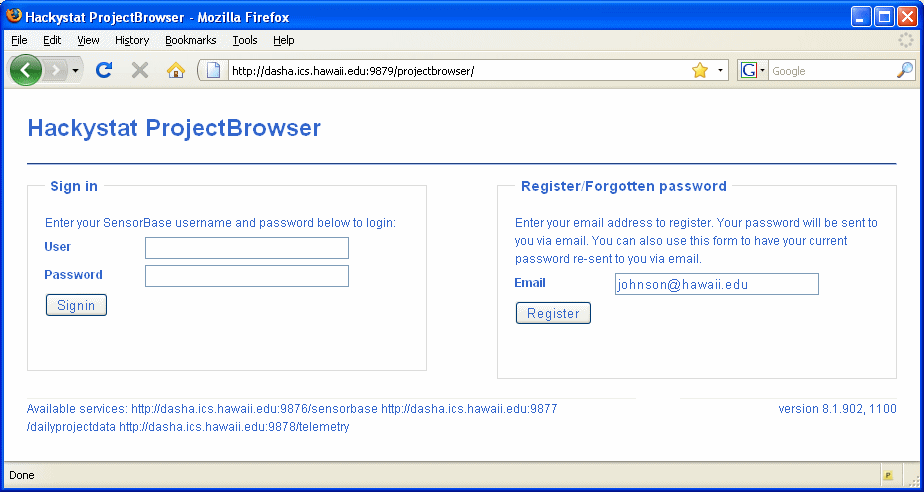 Hackystat ProjectBrowser - Mozilla Firefox
File Edit View History Bookmarks Tools Help
http://dasha.ics.hawaii.edu:9879/projectbrowser/
G Google
Hackystat ProjectBrowser
Sign in
Enter your SensorBase username and password below to login:
User
Password
Signin
Register/Forgotten password
Enter your email address to register. Your password will be sent to
you via email. You can also use this form to have your current
password re-sent to you via email.
Email johnson@hawaii.edu
Register
Available services: http://dasha.ics.hawaii.edu:9876/sensorbase http://dasha.ics.hawaii.edu:9877
/dailyprojectdata http://dasha.ics.hawaii.edu:9878/telemetry
version 8.1.902, 1100
Done
P